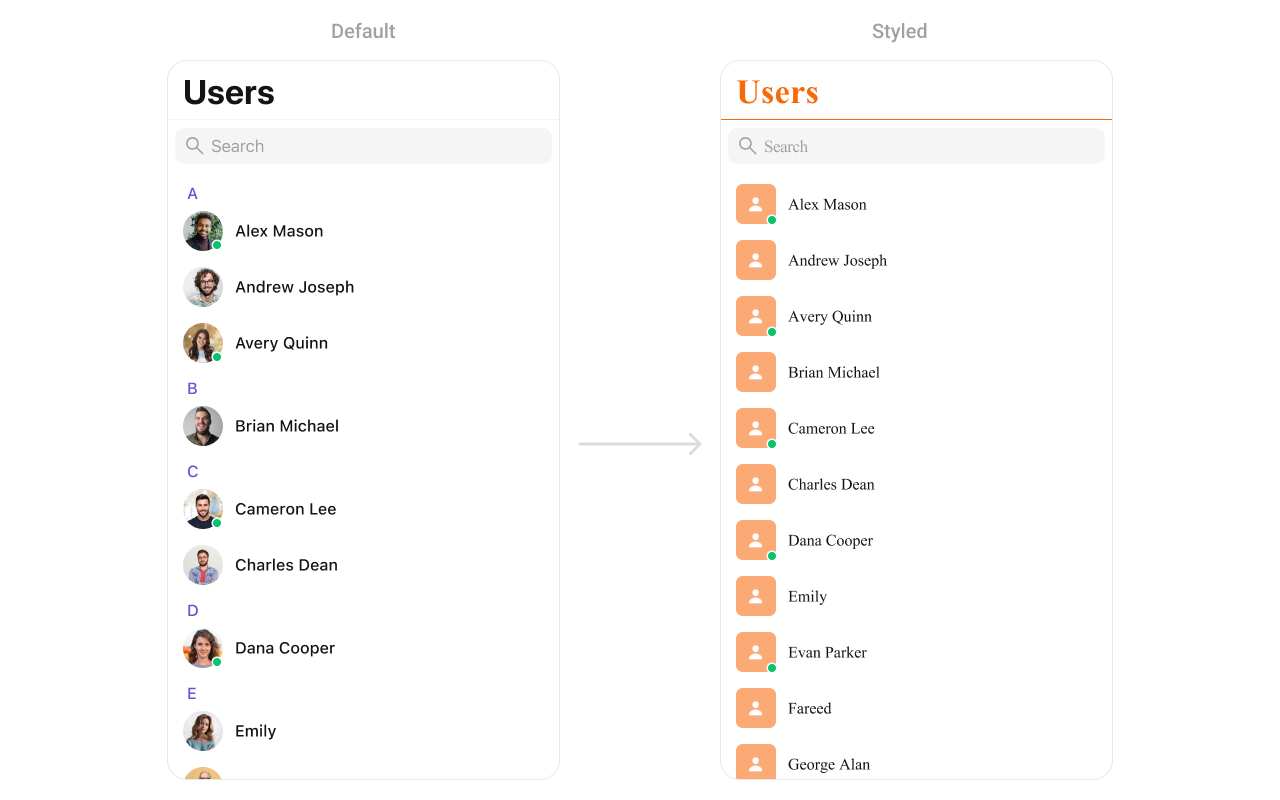 Default
Users
Search
A
Alex Mason
Andrew Joseph
Avery Quinn
B
Brian Michael
C
Cameron Lee
Charles Dean
D
Dana Cooper
E
Emily
Styled
Users
Search
Alex Mason
Andrew Joseph
Avery Quinn
Brian Michael
Cameron Lee
Charles Dean
Dana Cooper
Emily
Evan Parker
Fareed
George Alan